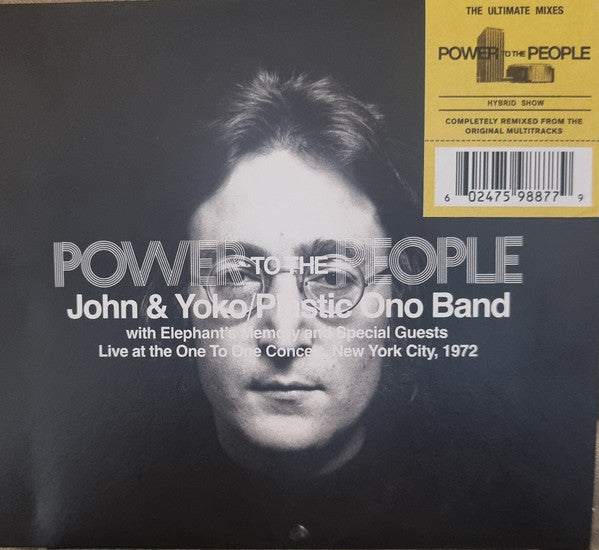 THE ULTIMATE MIXES
POWER TO THE PEOPLE
HYBRID SHOW
COMPLETELY REMIXED FROM THE
ORIGINAL MULTITRACKS
6 02475 98877 9
POWER TO THE PEOPLE
John & Yoko/Plastic Ono Band
with Elephant's Memory and Special Guests
Live at the One To One Concert, New York City, 1972